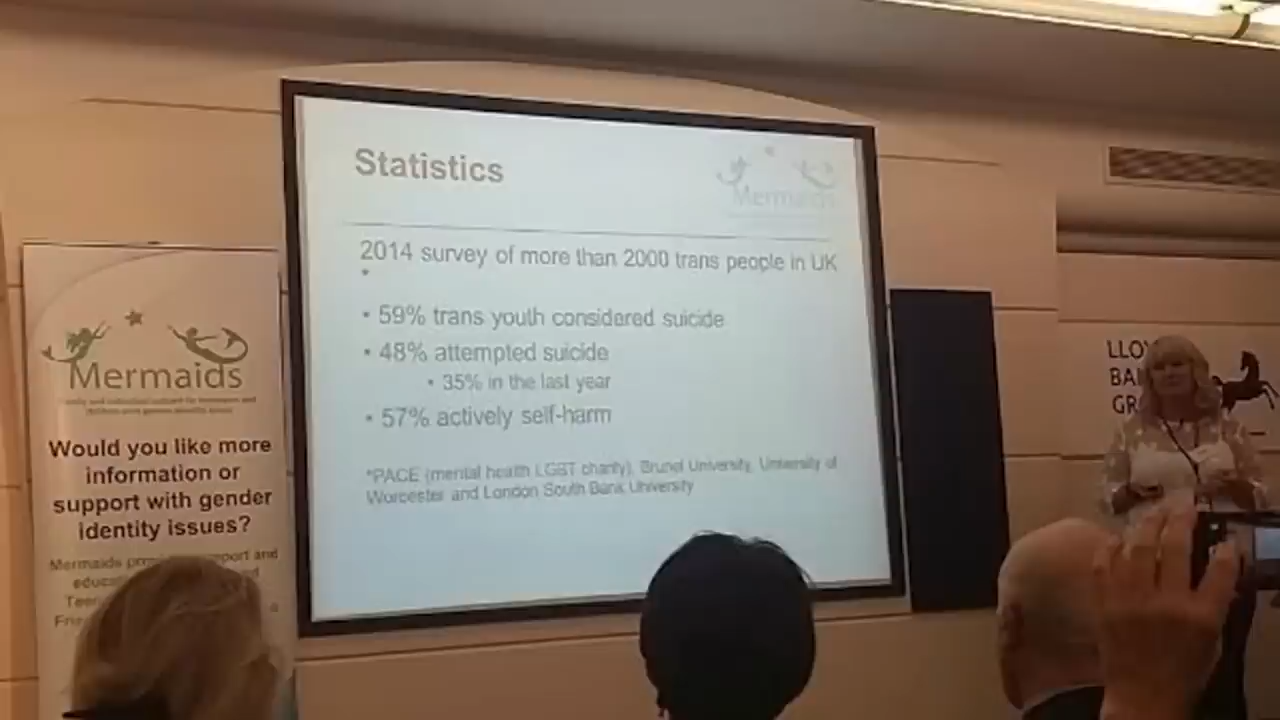 Statistics
Mermaids
2014 survey of more than 2000 trans people in UK
*
• 59% trans youth considered suicide
• 48% attempted suicide
• 35% in the last year
• 57% actively self-harm
*PACE (mental health LGBT charity), Brunel University, University of
Worcester and London South Bank University
Mermaids
Would you like more
information or
support with gender
identity issues?
Mermaids and
LLOY
BA
GR